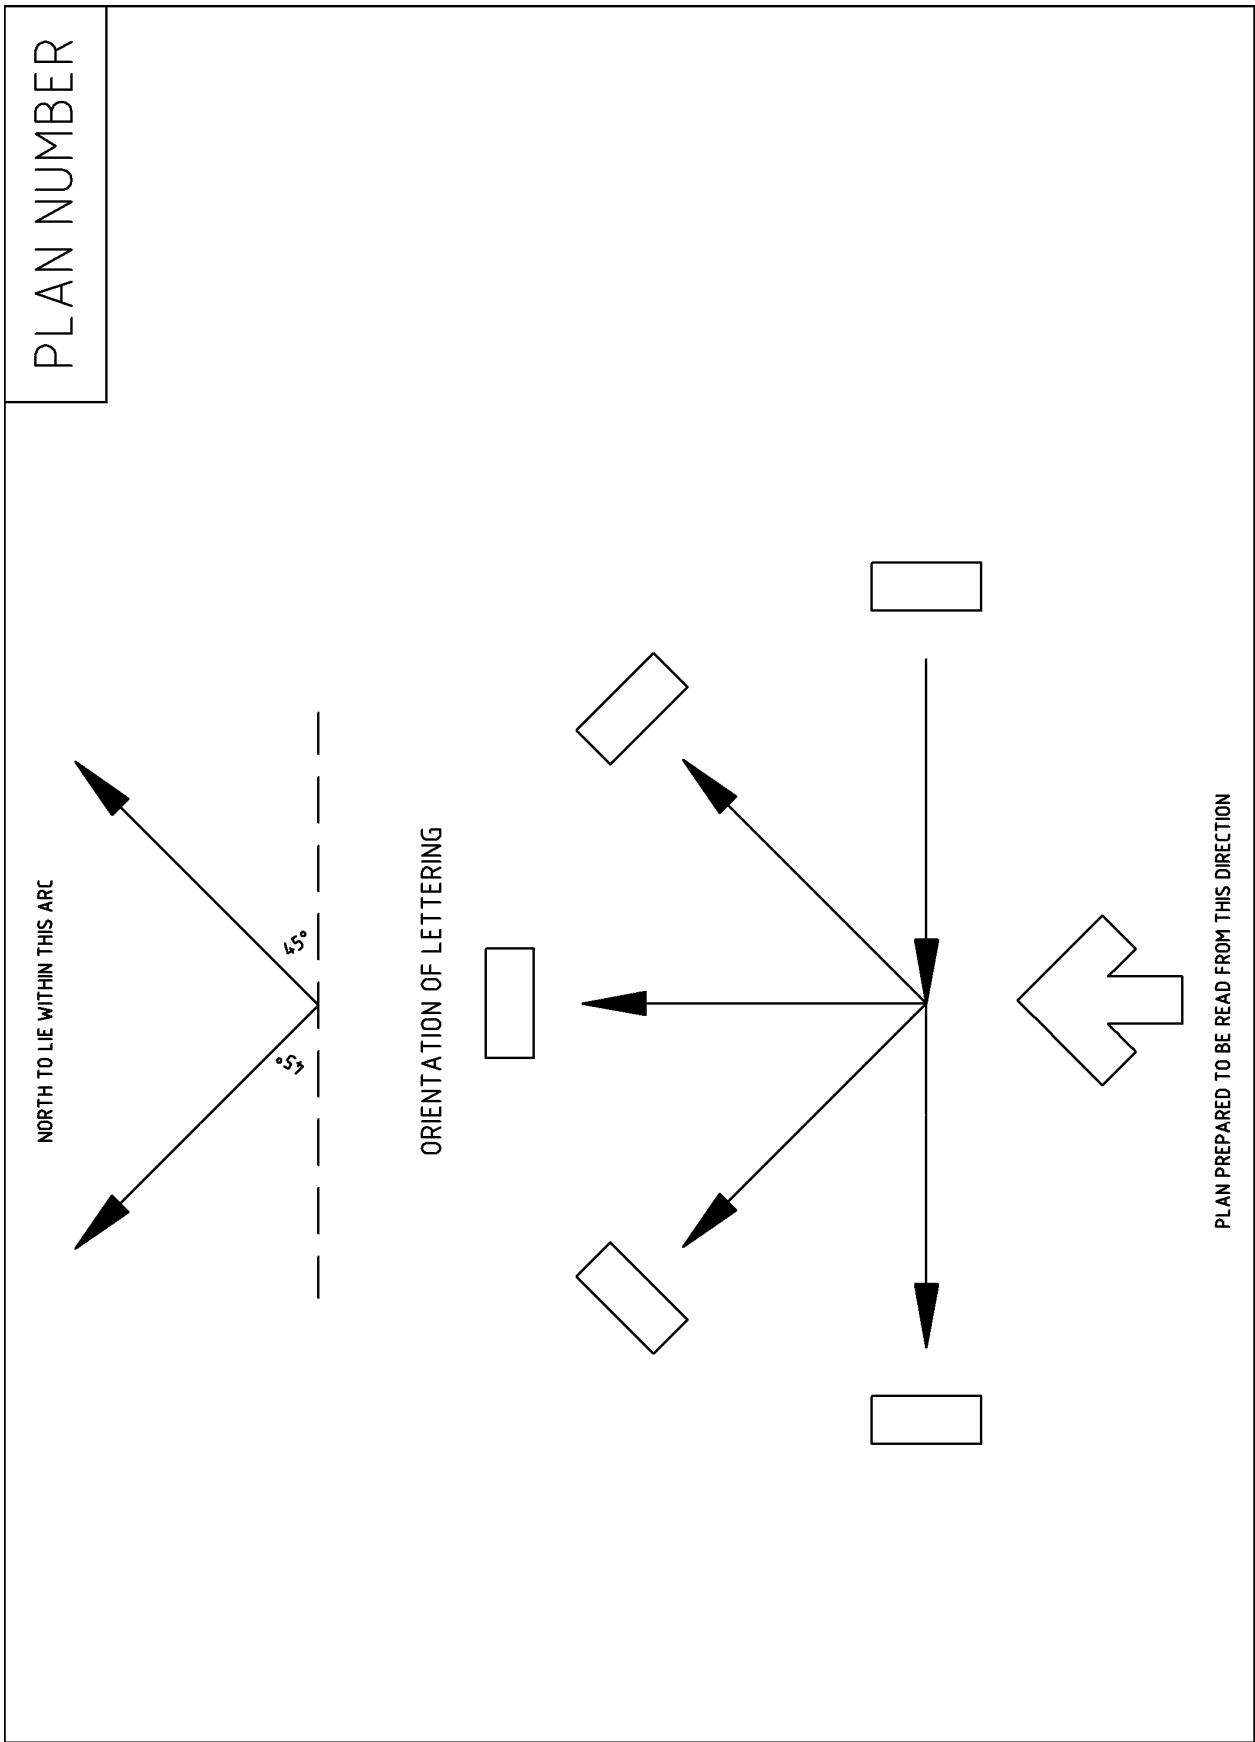 PLAN NUMBER
NORTH TO LIE WITHIN THIS ARC
45°
45°
ORIENTATION OF LETTERING
PLAN PREPARED TO BE READ FROM THIS DIRECTION